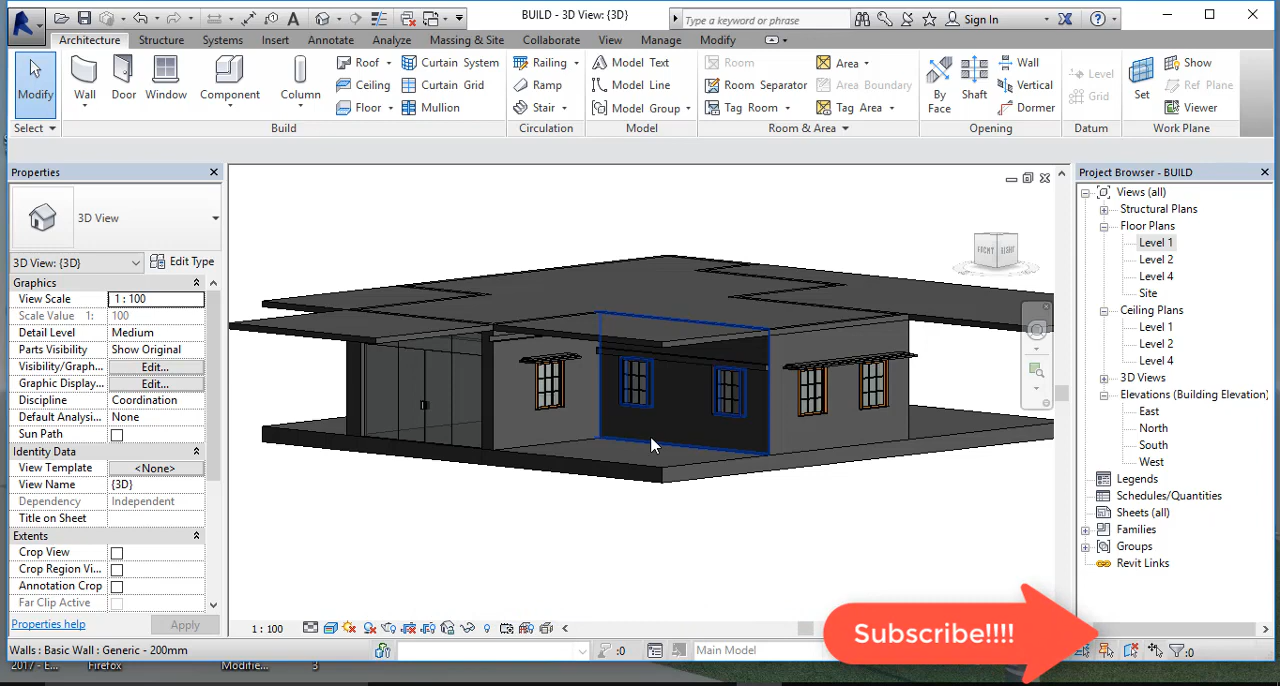 BUILD - 3D View: {3D}
Type a keyword or phrase
Sign In
Architecture Structure Systems Insert Annotate Analyze Massing & Site Collaborate View Manage Modify
Modify
Select
Wall
Door
Window
Component
Column
Roof
Ceiling
Floor
Curtain System
Curtain Grid
Mullion
Build
Railing
Ramp
Stair
Circulation
Model Text
Model Line
Model Group
Model
Room
Room Separator
Tag Room
Area
Area Boundary
Tag Area
Room & Area
By Face
Shaft
Wall
Vertical
Dormer
Opening
Level
Grid
Datum
Set
Show
Ref Plane
Viewer
Work Plane
Properties
3D View
3D View: {3D} Edit Type
Graphics
View Scale 1 : 100
Scale Value 1: 100
Detail Level Medium
Parts Visibility Show Original
Visibility/Graph... Edit...
Graphic Display... Edit...
Discipline Coordination
Default Analysi... None
Sun Path
Identity Data
View Template <None>
View Name {3D}
Dependency Independent
Title on Sheet
Extents
Crop View
Crop Region Vi...
Annotation Crop
Far Clip Active
Properties help Apply
FRONT RIGHT
Project Browser - BUILD
Views (all)
Structural Plans
Floor Plans
Level 1
Level 2
Level 4
Site
Ceiling Plans
Level 1
Level 2
Level 4
3D Views
Elevations (Building Elevation)
East
North
South
West
Legends
Schedules/Quantities
Sheets (all)
Families
Groups
Revit Links
1 : 100
Subscribe!!!!
Walls : Basic Wall : Generic - 200mm
:0
Main Model
:0
2017 - E...
Firefox
Modifie...
3